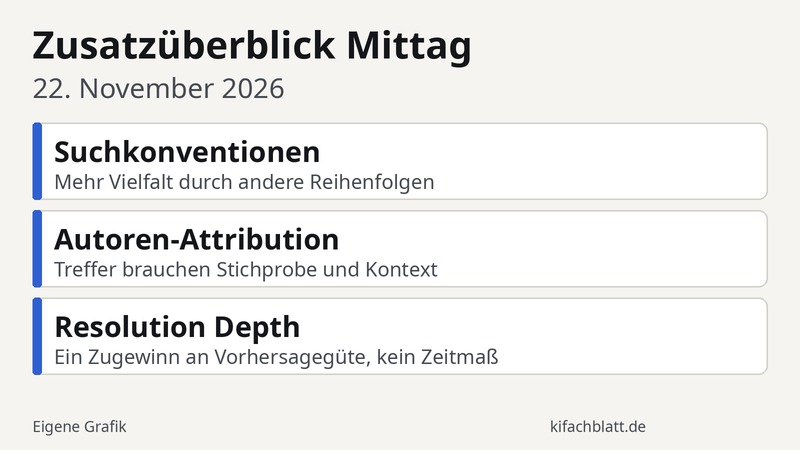 Zusatzüberblick Mittag
22. November 2026
Suchkonventionen
Mehr Vielfalt durch andere Reihenfolgen
Autoren-Attribution
Treffer brauchen Stichprobe und Kontext
Resolution Depth
Ein Zugewinn an Vorhersagegüte, kein Zeitmaß
Eigene Grafik
kifachblatt.de